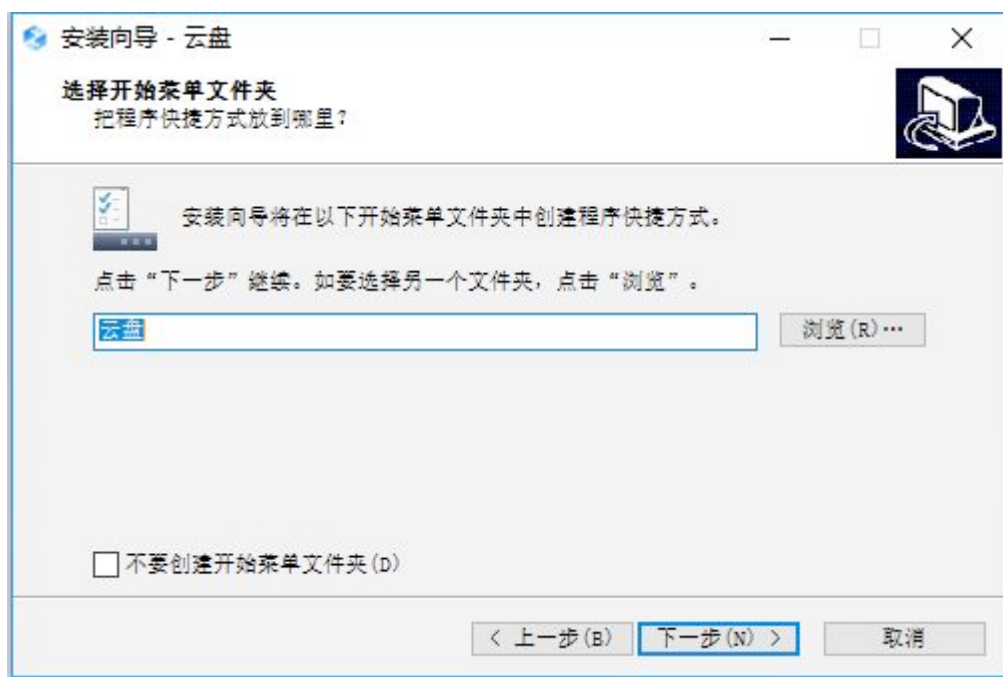 安装向导 - 云盘
选择开始菜单文件夹
把程序快捷方式放到哪里?
安装向导将在以下开始菜单文件夹中创建程序快捷方式。
点击“下一步”继续。如要选择另一个文件夹，点击“浏览”。
云盘
浏览(R)...
不要创建开始菜单文件夹(D)
< 上一步(B)
下一步(N) >
取消